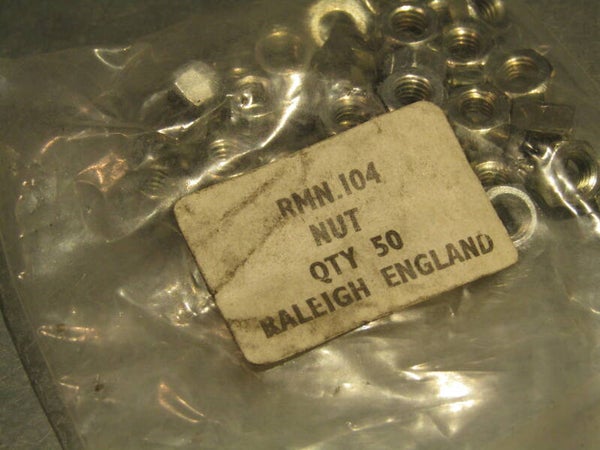 RMN.104
NUT
QTY 50
RALEIGH ENGLAND